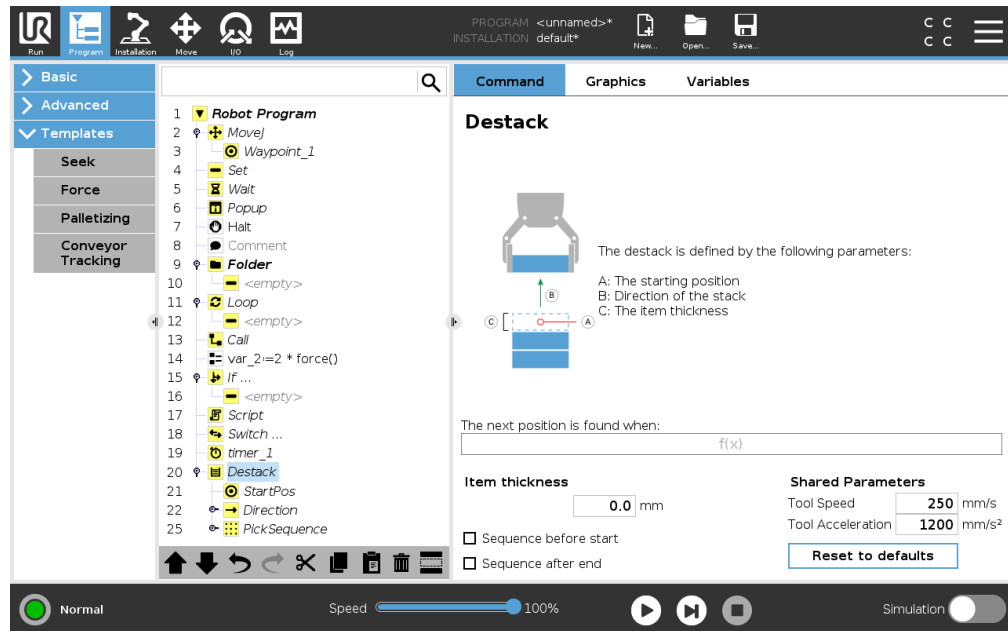 PROGRAM <unnamed>*
INSTALLATION default*
Run
Program
Installation
Move
I/O
Log
New...
Open...
Save...
C C
C C
Basic
Advanced
Templates
Seek
Force
Palletizing
Conveyor
Tracking
1 Robot Program
2 MoveJ
3 Waypoint_1
4 Set
5 Wait
6 Popup
7 Halt
8 Comment
9 Folder
10 <empty>
11 Loop
12 <empty>
13 Call
14 var_2:=2 * force()
15 If ...
16 <empty>
17 Script
18 Switch ...
19 timer_1
20 Destack
21 StartPos
22 Direction
25 PickSequence
Command
Graphics
Variables
Destack
The destack is defined by the following parameters:
A: The starting position
B: Direction of the stack
C: The item thickness
B
C
A
The next position is found when:
f(x)
Item thickness
0.0 mm
Sequence before start
Sequence after end
Shared Parameters
Tool Speed 250 mm/s
Tool Acceleration 1200 mm/s²
Reset to defaults
Normal
Speed
100%
Simulation